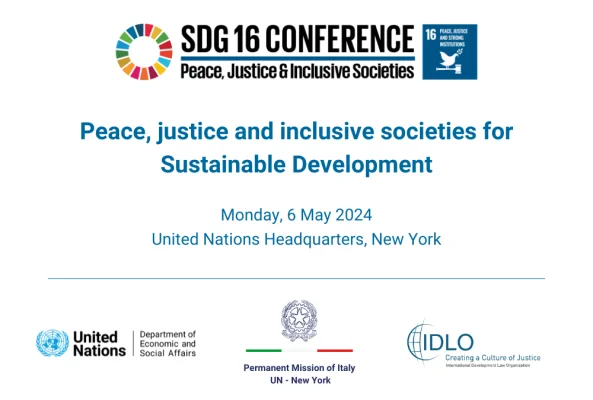 SDG 16 CONFERENCE
Peace, Justice & Inclusive Societies
16 PEACE, JUSTICE
AND STRONG
INSTITUTIONS
Peace, justice and inclusive societies for
Sustainable Development
Monday, 6 May 2024
United Nations Headquarters, New York
United
Nations
Department of
Economic and
Social Affairs
Permanent Mission of Italy
UN - New York
IDLO
Creating a Culture of Justice
International Development Law Organization